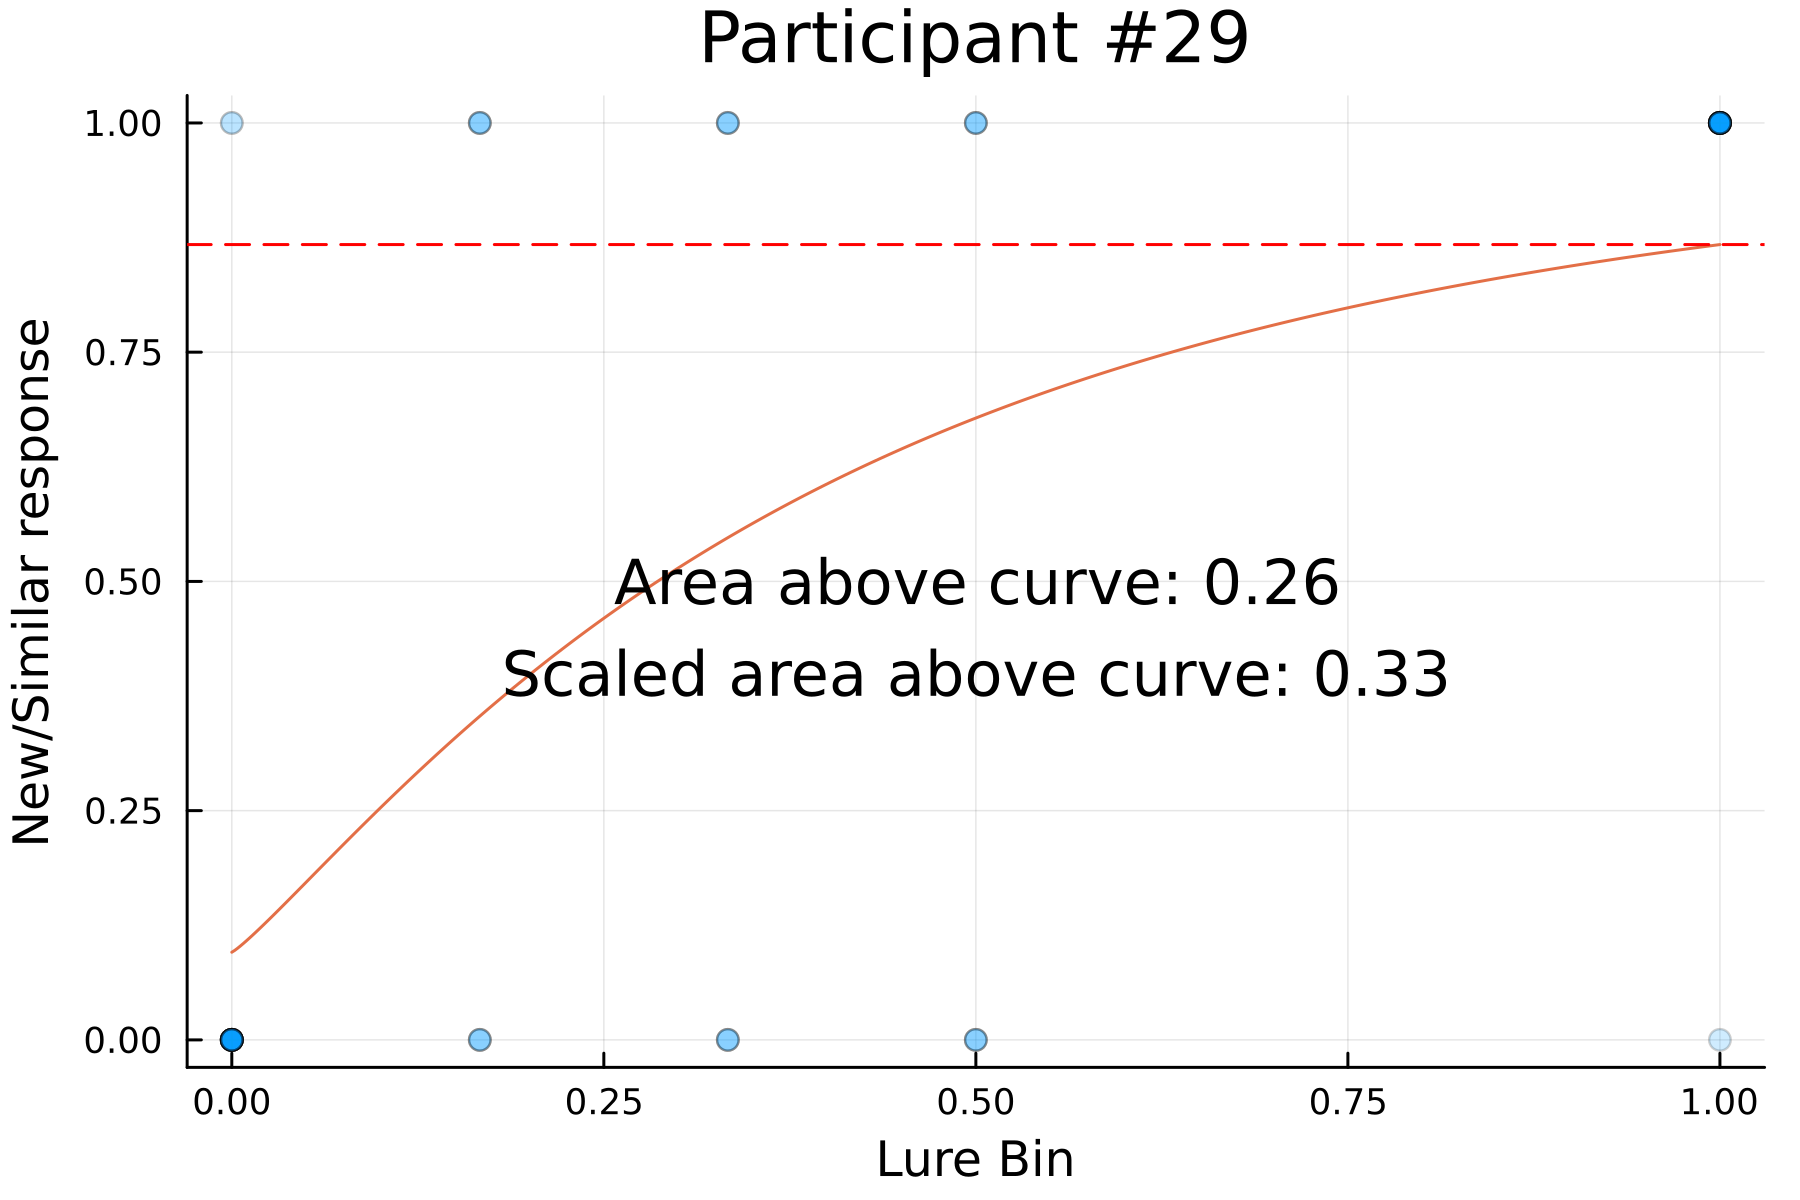 Participant #29
New/Similar response
1.00
0.75
0.50
0.25
0.00
Area above curve: 0.26
Scaled area above curve: 0.33
0.00 0.25 0.50 0.75 1.00
Lure Bin